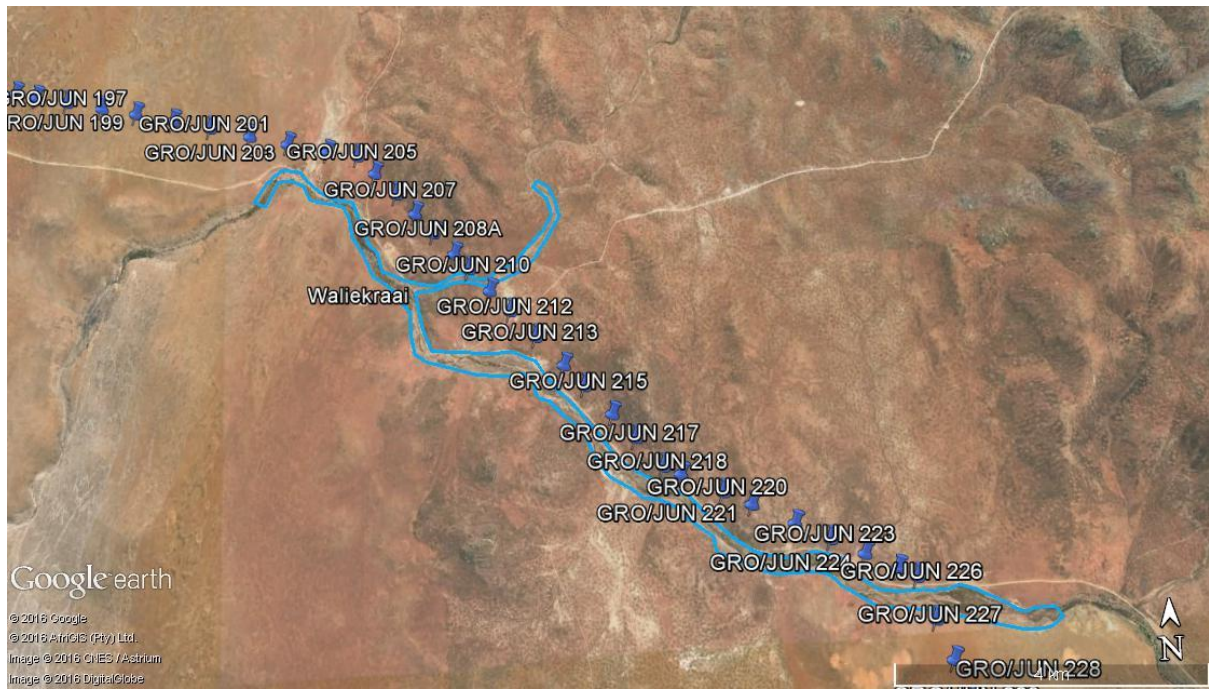 GRO/JUN 197
GRO/JUN 199
GRO/JUN 201
GRO/JUN 203
GRO/JUN 205
GRO/JUN 207
GRO/JUN 208A
GRO/JUN 210
Waliekraai
GRO/JUN 212
GRO/JUN 213
GRO/JUN 215
GRO/JUN 217
GRO/JUN 218
GRO/JUN 220
GRO/JUN 221
GRO/JUN 223
GRO/JUN 224
GRO/JUN 226
GRO/JUN 227
GRO/JUN 228
Google earth
© 2016 Google
© 2016 AfriGIS (Pty) Ltd.
Image © 2016 CNES / Astrium
Image © 2016 DigitalGlobe
4 km
N